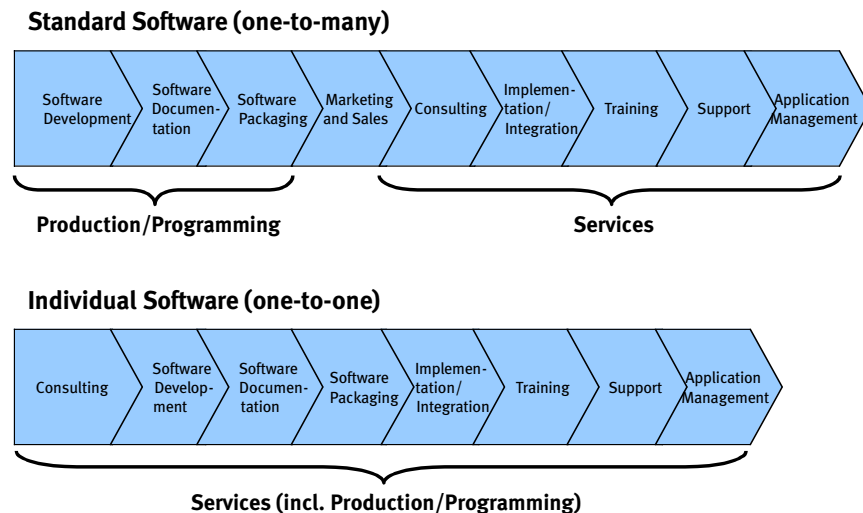 Standard Software (one-to-many)
Software
Development
Software
Documen-
tation
Software
Packaging
Marketing
and Sales
Consulting
Implemen-
tation/
Integration
Training
Support
Application
Management
Production/Programming
Services
Individual Software (one-to-one)
Consulting
Software
Develop-
ment
Software
Documen-
tation
Software
Packaging
Implemen-
tation/
Integration
Training
Support
Application
Management
Services (incl. Production/Programming)